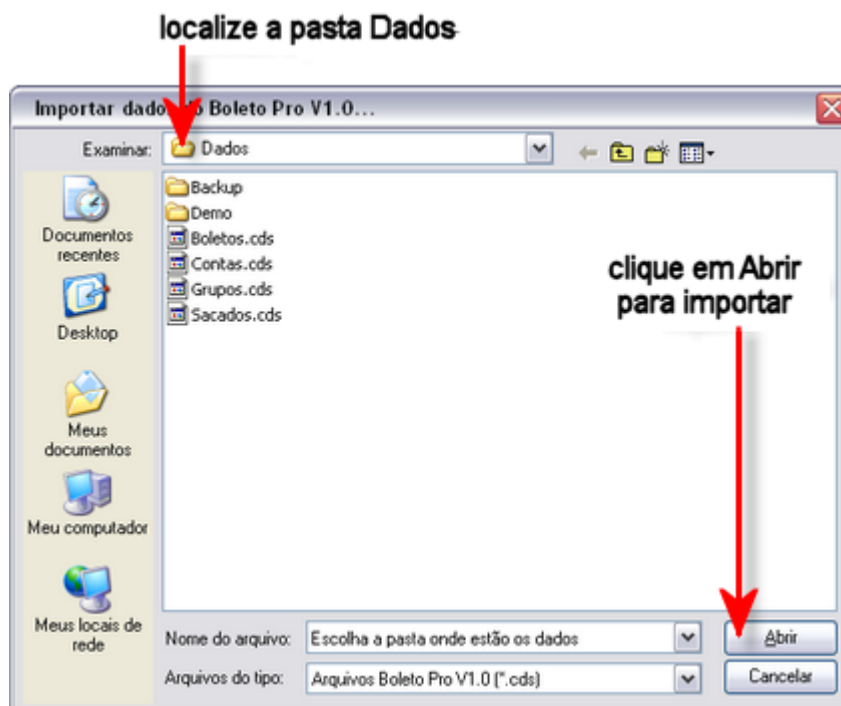 localize a pasta Dados
Importar dado do Boleto Pro V1.0...
Examinar:
Dados
Backup
Demo
Boletos.cds
Contas.cds
Grupos.cds
Sacados.cds
Documentos
recentes
Desktop
Meus
documentos
Meu computador
Meus locais de
rede
clique em Abrir
para importar
Nome do arquivo:
Escolha a pasta onde estão os dados
Abrir
Arquivos do tipo:
Arquivos Boleto Pro V1.0 (*.cds)
Cancelar